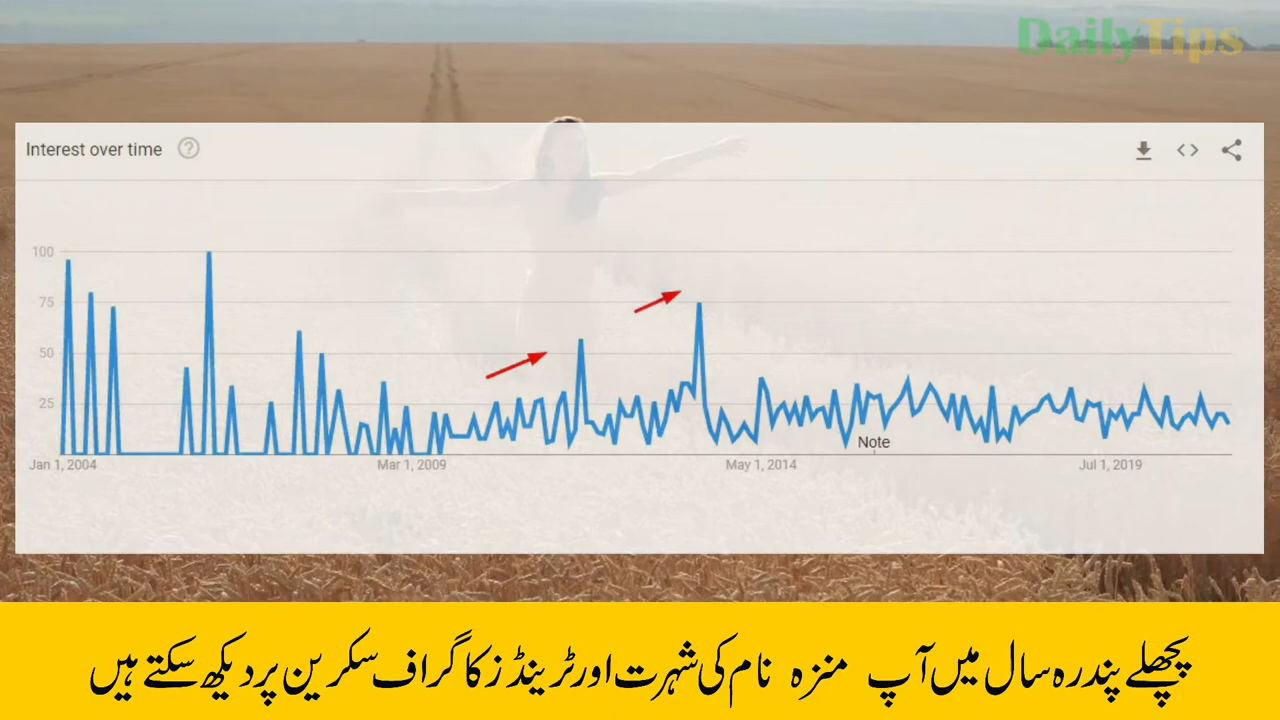 DailyTips
Interest over time ?
100
75
50
25
Note
Jan 1, 2004 Mar 1, 2009 May 1, 2014 Jul 1, 2019
پچھلے پندرہ سال میں آپ منزہ نام کی شہرت اور ٹرینڈز کا گراف سکرین پر دیکھ سکتے ہیں